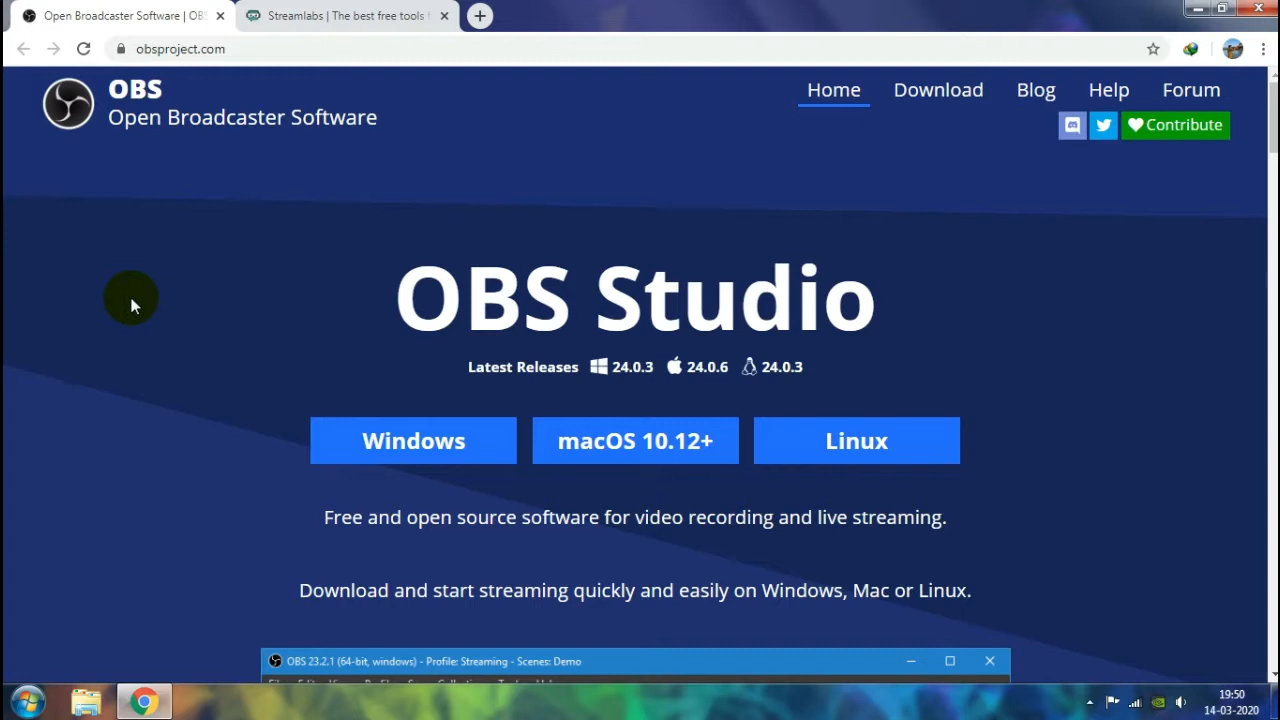 Open Broadcaster Software | OBS
Streamlabs | The best free tools f
obsproject.com
OBS
Open Broadcaster Software
Home
Download
Blog
Help
Forum
Contribute
OBS Studio
Latest Releases 24.0.3 24.0.6 24.0.3
Windows
macOS 10.12+
Linux
Free and open source software for video recording and live streaming.
Download and start streaming quickly and easily on Windows, Mac or Linux.
OBS 23.2.1 (64-bit, windows) - Profile: Streaming - Scenes: Demo
19:50
14-03-2020